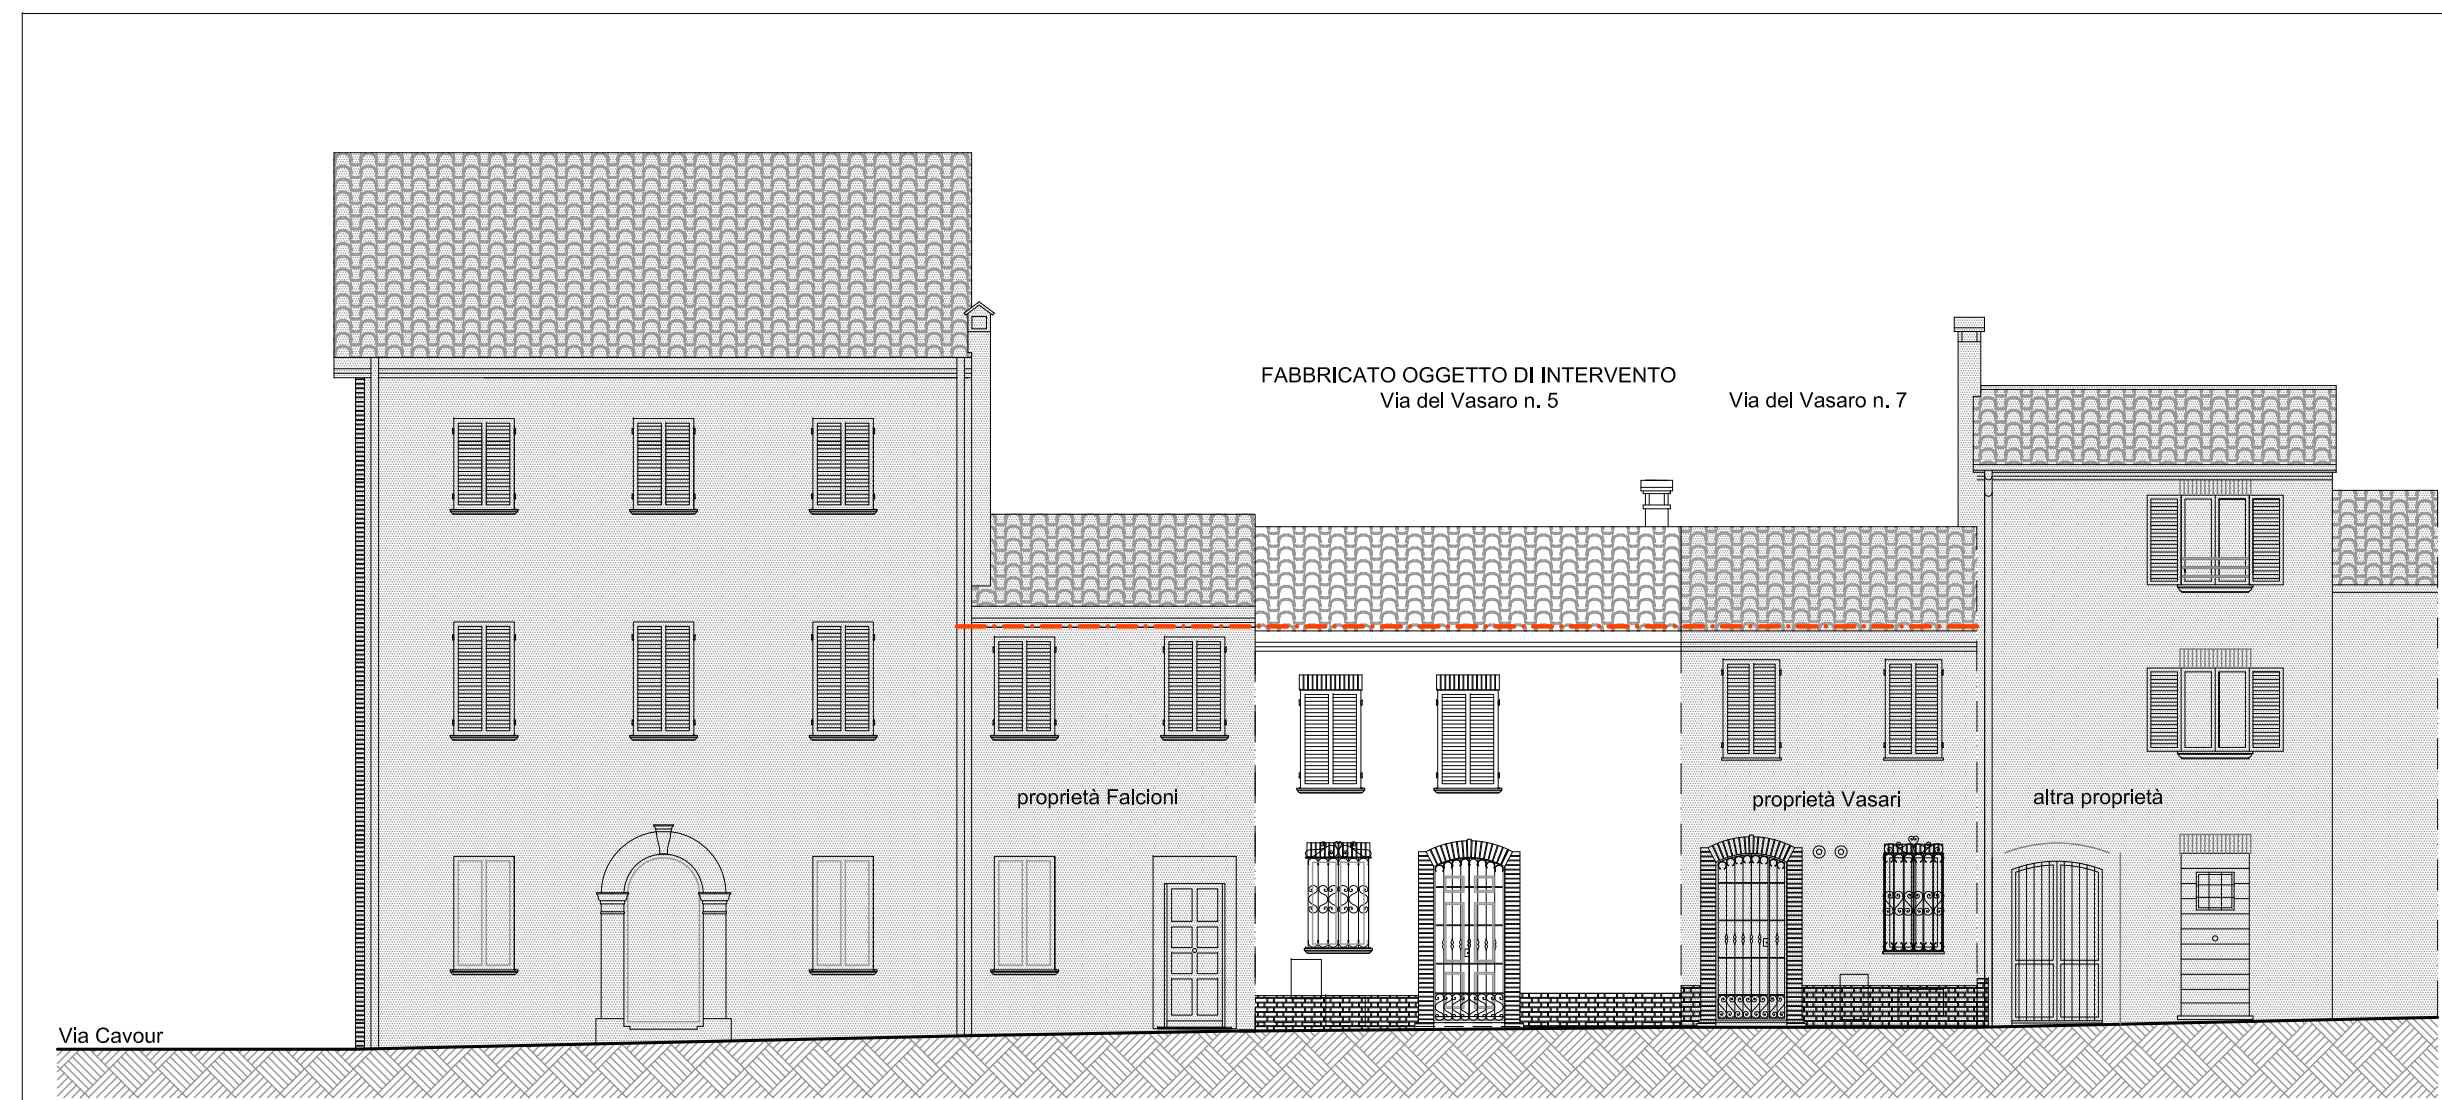 FABBRICATO OGGETTO DI INTERVENTO
Via del Vasaro n. 5
Via del Vasaro n. 7
proprietà Falcioni
proprietà Vasari
altra proprietà
Via Cavour